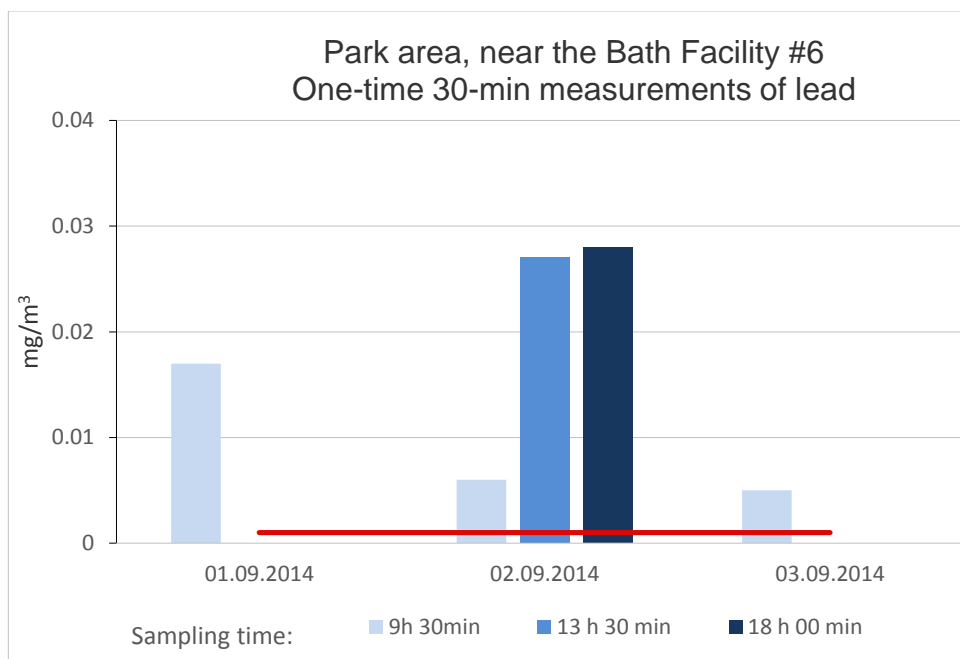 Park area, near the Bath Facility #6
One-time 30-min measurements of lead
0.04
0.03
0.02
0.01
0
mg/m³
01.09.2014 02.09.2014 03.09.2014
Sampling time: 9h 30min 13 h 30 min 18 h 00 min